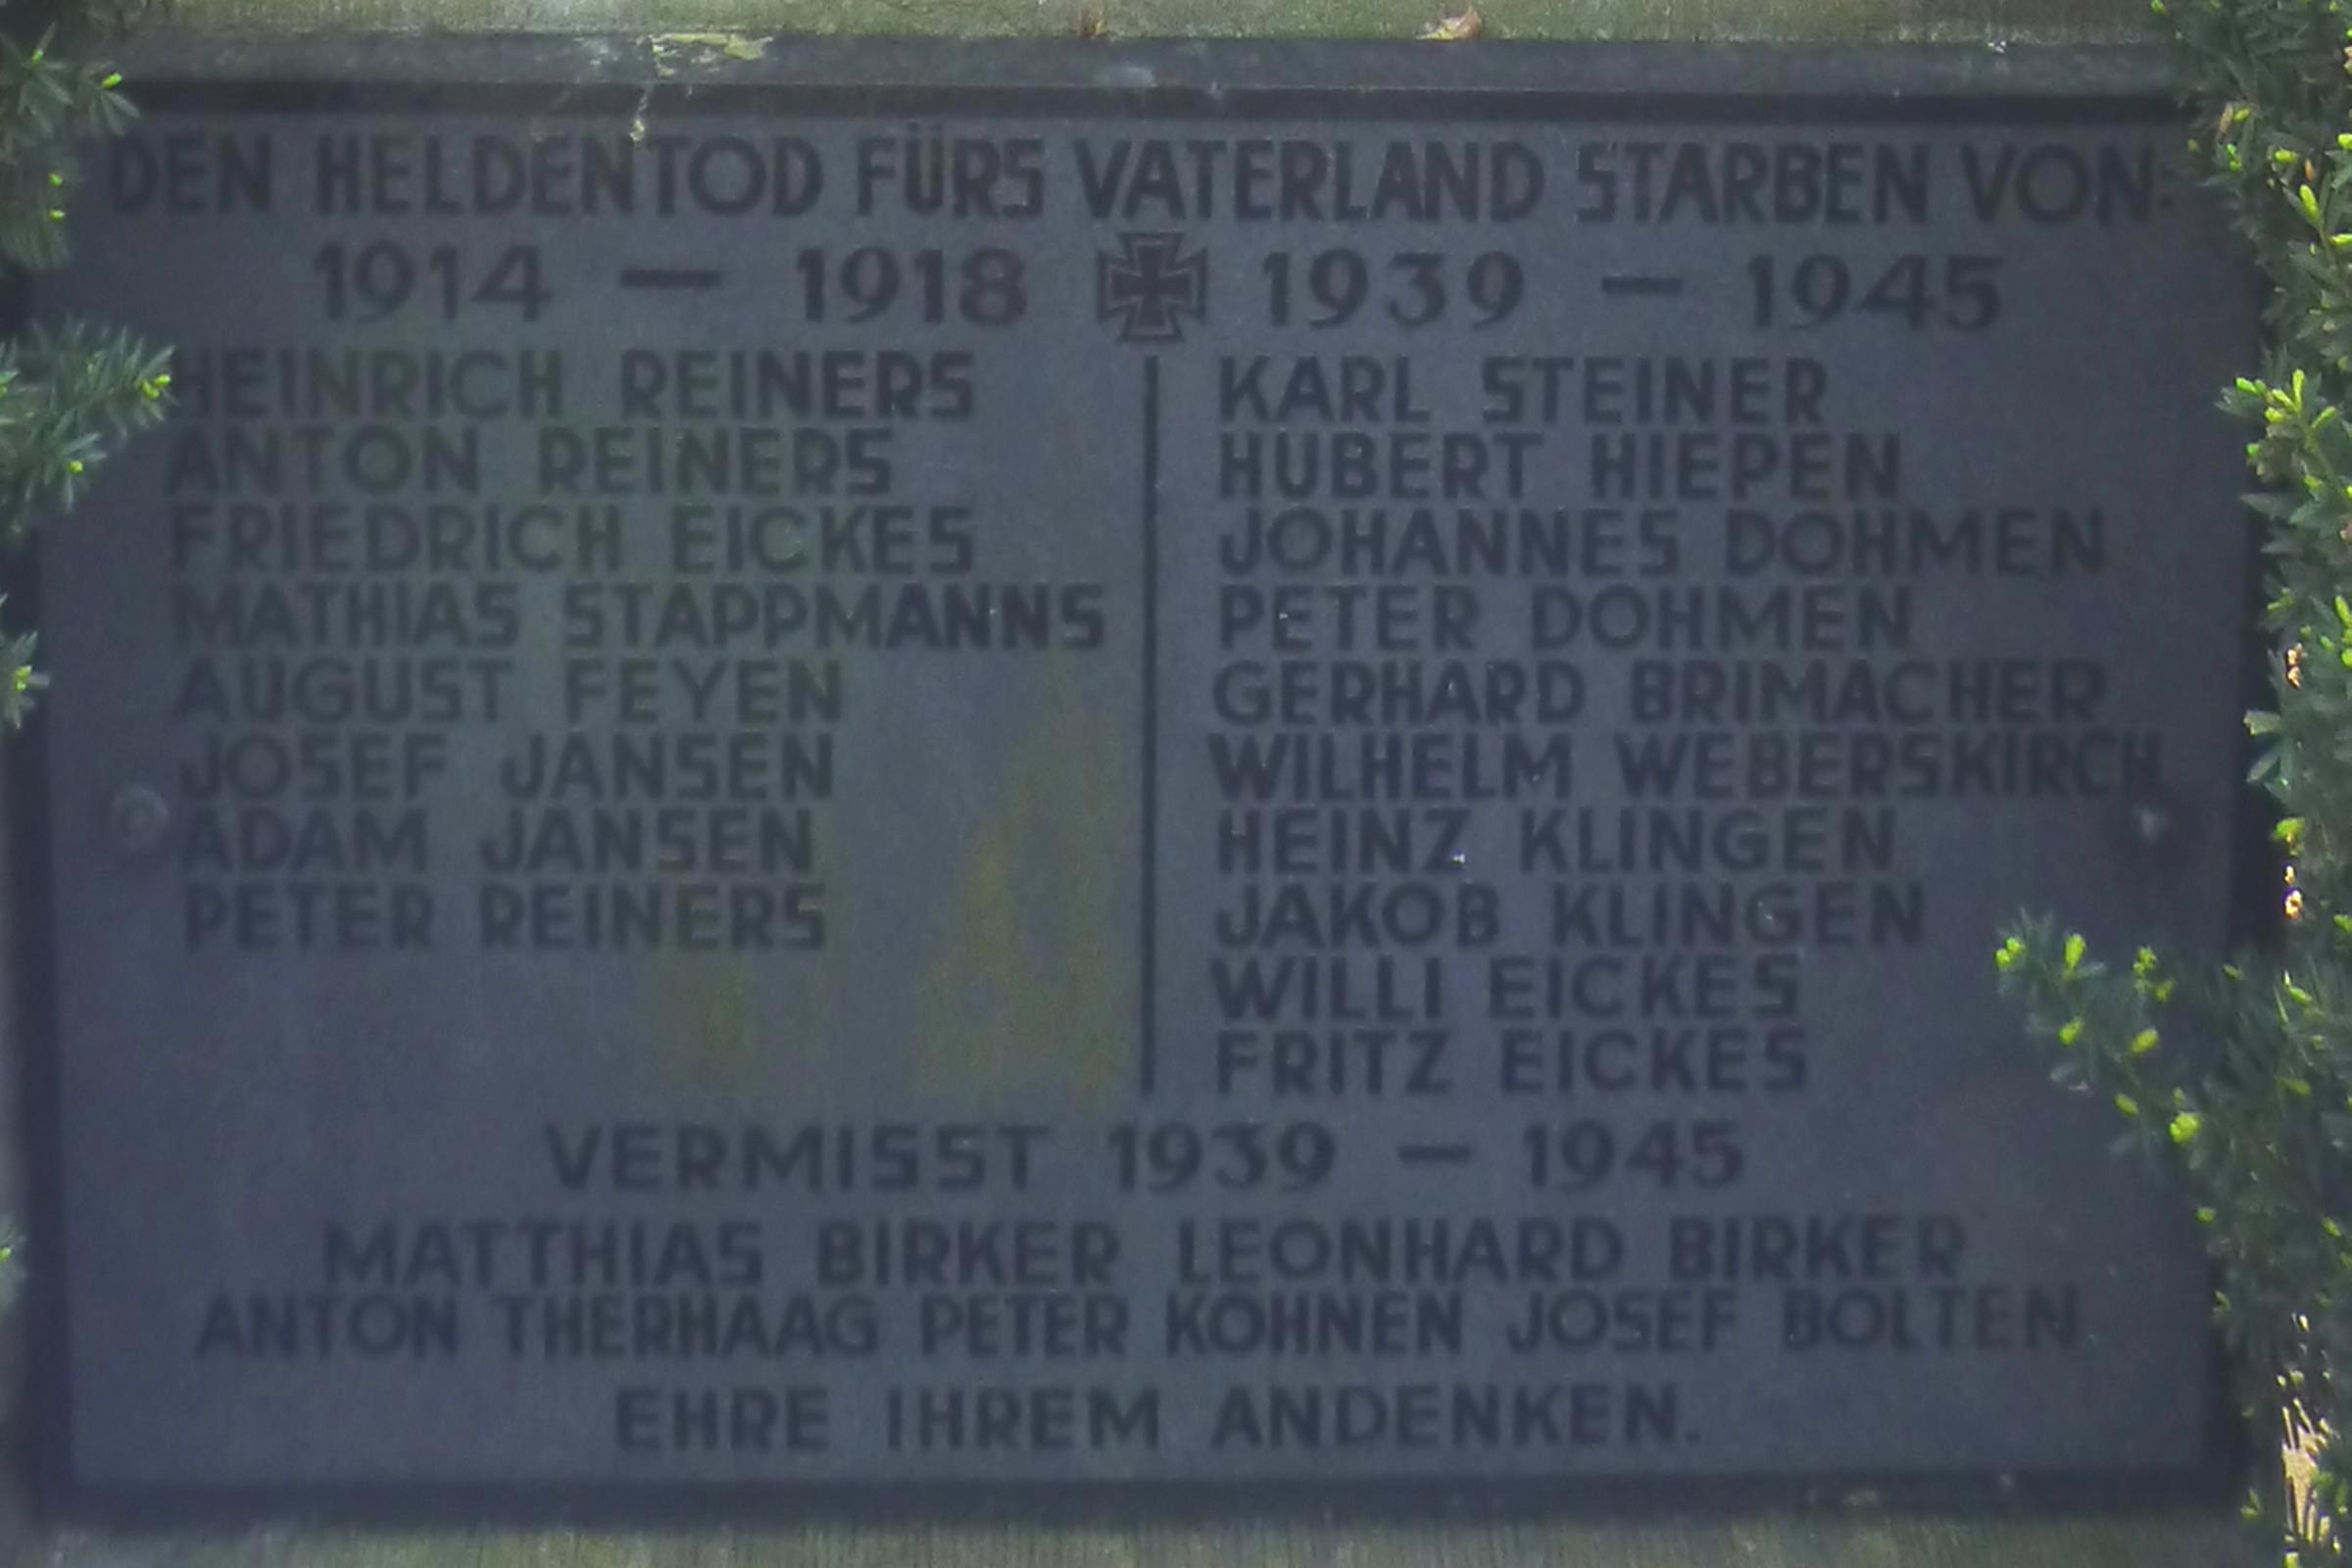 DEN HELDENTOD FÜRS VATERLAND STARBEN VON:
1914 — 1918 1939 — 1945
HEINRICH REINERS
ANTON REINERS
FRIEDRICH EICKES
MATHIAS STAPPMANNS
AUGUST FEYEN
JOSEF JANSEN
ADAM JANSEN
PETER REINERS
KARL STEINER
HUBERT HIEPEN
JOHANNES DOHMEN
PETER DOHMEN
GERHARD BRIMACHER
WILHELM WEBERSKIRCH
HEINZ KLINGEN
JAKOB KLINGEN
WILLI EICKES
FRITZ EICKES
VERMISST 1939 — 1945
MATTHIAS BIRKER LEONHARD BIRKER
ANTON THERHAAG PETER KOHNEN JOSEF BOLTEN
EHRE IHREM ANDENKEN.